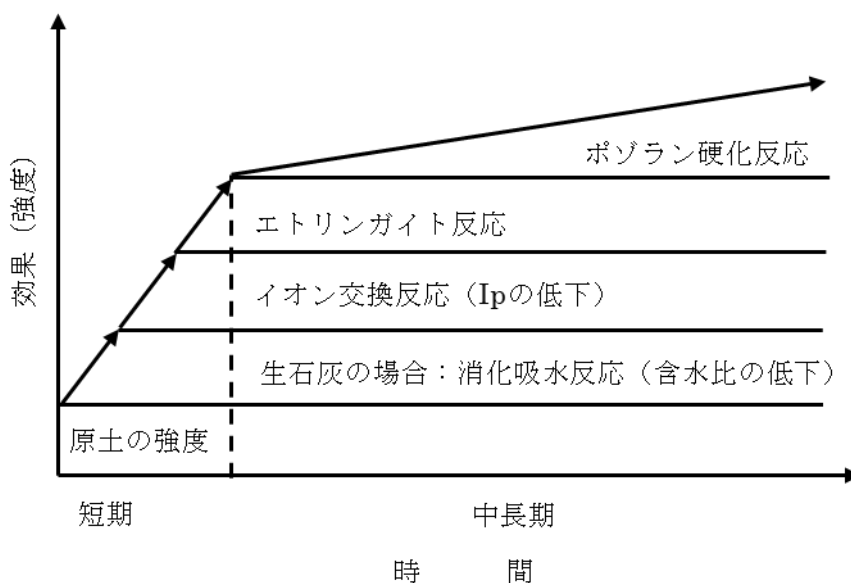 効果（強度）
ポゾラン硬化反応
エトリンガイト反応
イオン交換反応（Ipの低下）
生石灰の場合：消化吸水反応（含水比の低下）
原土の強度
短期
中長期
時　間